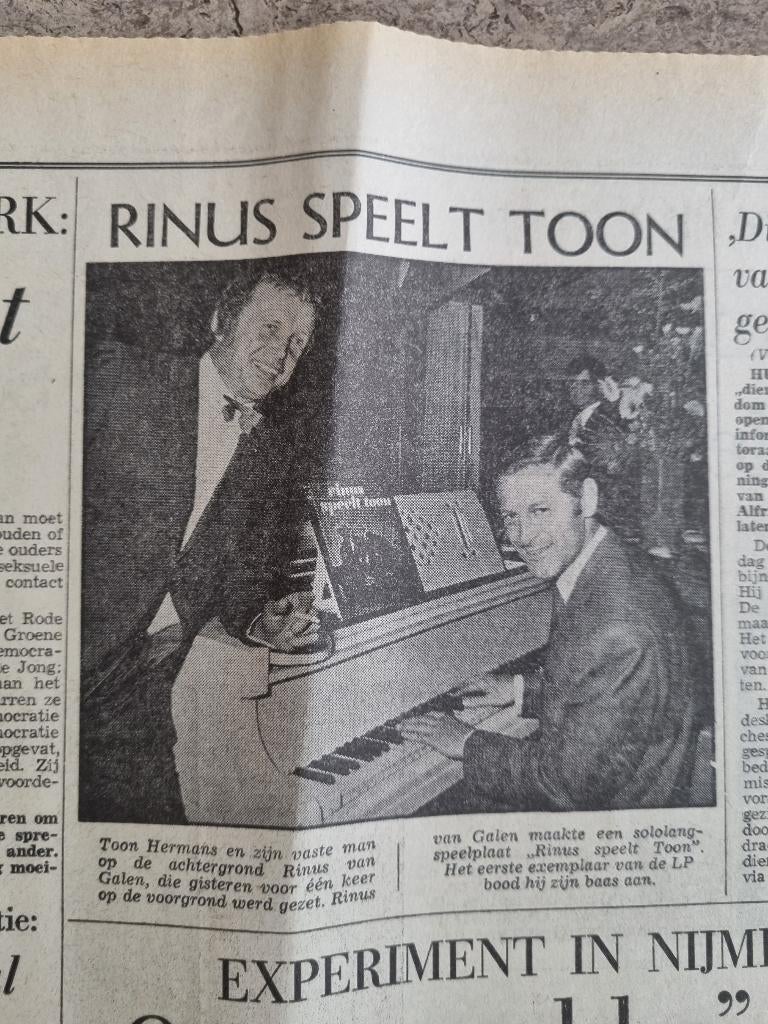 RK:
t
an moet
ouden of
e ouders
seksuele
contact
et Rode
Groene
emocra-
e Jong;
an het
rren ze
nocratie
nocratie
opgevat,
eid. Zij
voorde-
ren om
e spre-
ander.
moei-
tie:
RINUS SPEELT TOON
rinus
speelt toon
Toon Hermans en zijn vaste man
op de achtergrond Rinus van
Galen, die gisteren voor één keer
op de voorgrond werd gezet. Rinus
van Galen maakte een sololang-
speelplaat „Rinus speelt Toon”.
Het eerste exemplaar van de LP
bood hij zijn baas aan.
EXPERIMENT IN NIJM
”
va
ge
(V
HU
„dien
dom
open
infor
toraa
op d
ning
van
Alfr
later
De
dag
bijn
Hij
De
maa
Het
voo
van
ten.
H
desk
ches
gesp
bed
mis
vor
gez
doo
dra
die
via